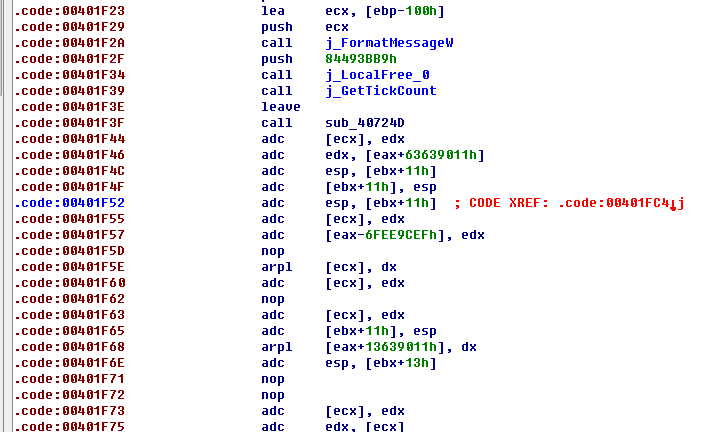 .code:00401F23 lea ecx, [ebp-100h]
.code:00401F29 push ecx
.code:00401F2A call j_FormatMessageW
.code:00401F2F push 84493BB9h
.code:00401F34 call j_LocalFree_0
.code:00401F39 call j_GetTickCount
.code:00401F3E leave
.code:00401F3F call sub_40724D
.code:00401F44 adc [ecx], edx
.code:00401F46 adc edx, [eax+63639011h]
.code:00401F4C adc esp, [ebx+11h]
.code:00401F4F adc [ebx+11h], esp
.code:00401F52 adc esp, [ebx+11h] ; CODE XREF: .code:00401FC4↓j
.code:00401F55 adc [ecx], edx
.code:00401F57 adc [eax-6FEE9CEFh], edx
.code:00401F5D nop
.code:00401F5E arpl [ecx], dx
.code:00401F60 adc [ecx], edx
.code:00401F62 nop
.code:00401F63 adc [ecx], edx
.code:00401F65 adc [ebx+11h], esp
.code:00401F68 arpl [eax+13639011h], dx
.code:00401F6E adc esp, [ebx+13h]
.code:00401F71 nop
.code:00401F72 nop
.code:00401F73 adc [ecx], edx
.code:00401F75 adc edx, [ecx]